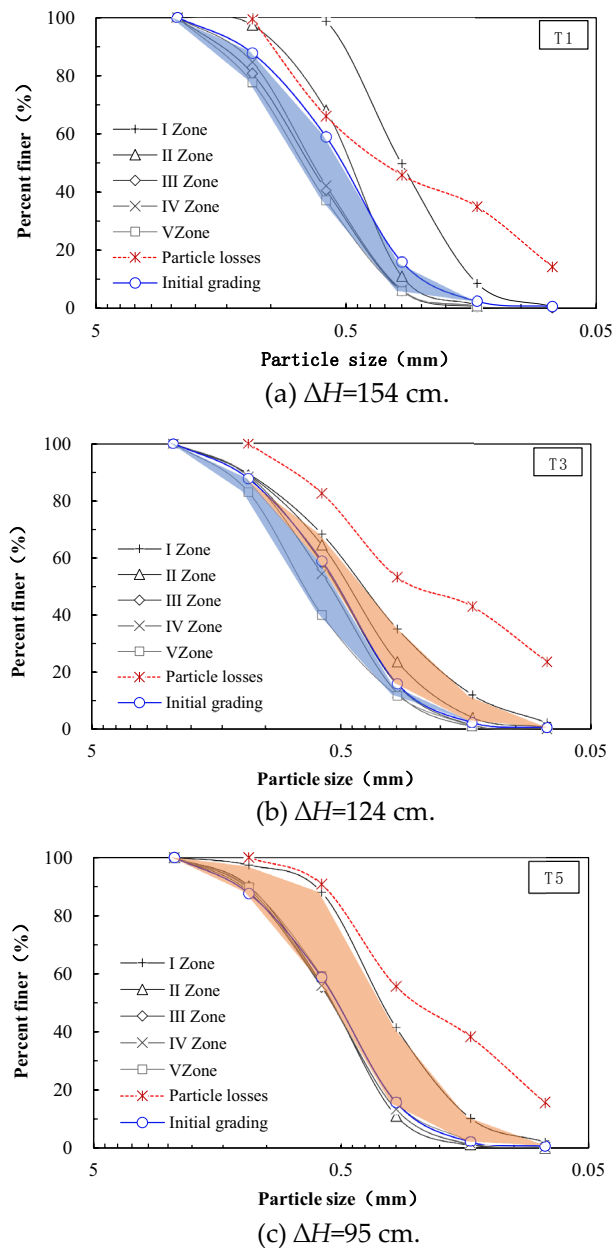 100
80
60
40
20
0
Percent finer (%)
T1
I Zone
II Zone
III Zone
IV Zone
VZone
Particle losses
Initial grading
5
0.5
0.05
Particle size (mm)
(a) ΔH=154 cm.
100
80
60
40
20
0
Percent finer (%)
T3
I Zone
II Zone
III Zone
IV Zone
VZone
Particle losses
Initial grading
5
0.5
0.05
Particle size (mm)
(b) ΔH=124 cm.
100
80
60
40
20
0
Percent finer (%)
T5
I Zone
II Zone
III Zone
IV Zone
VZone
Particle losses
Initial grading
5
0.5
0.05
Particle size (mm)
(c) ΔH=95 cm.